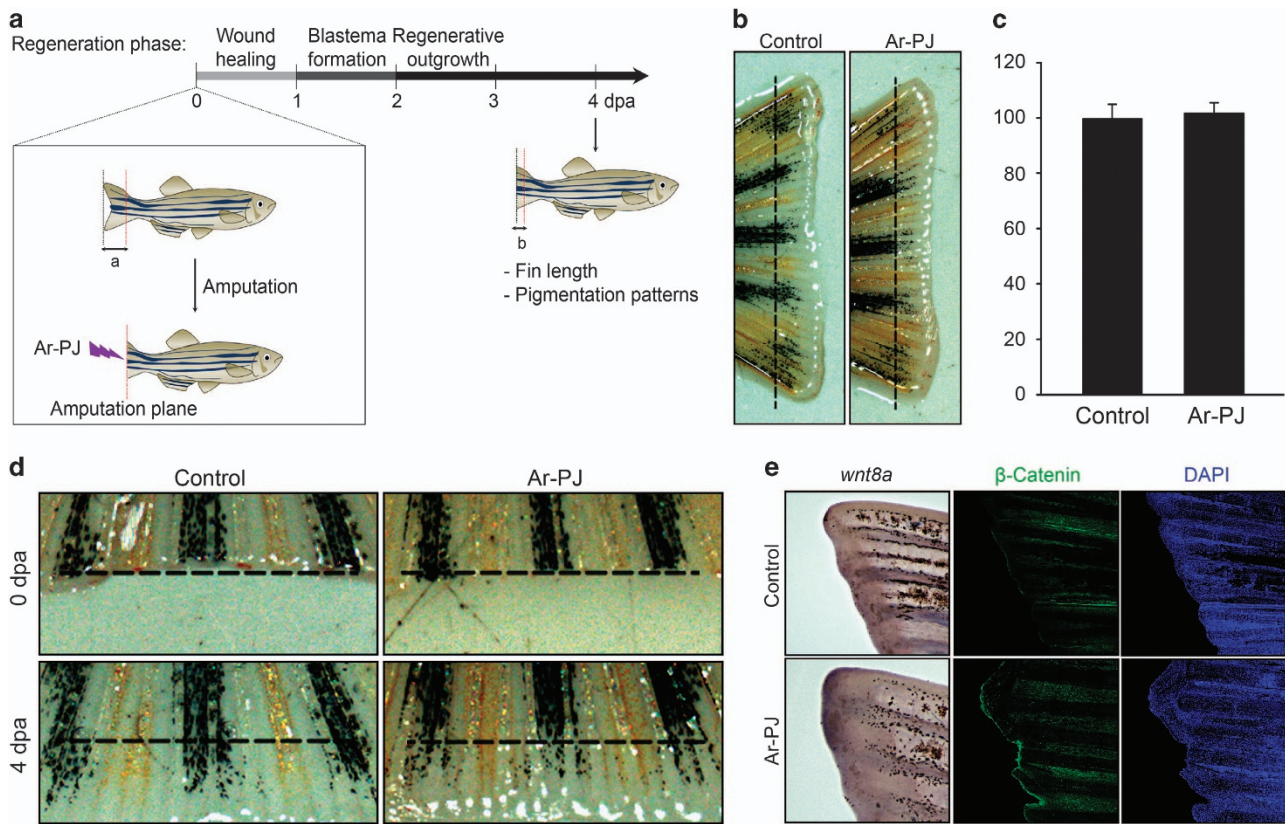 a
Regeneration phase:
Wound healing
Blastema formation
Regenerative outgrowth
0 1 2 3 4 dpa
a
Amputation
Ar-PJ
Amputation plane
b
- Fin length
- Pigmentation patterns
b
Control Ar-PJ
c
120
100
80
60
40
20
0
Control Ar-PJ
d
Control Ar-PJ
0 dpa
4 dpa
e
wnt8a β-Catenin DAPI
Control
Ar-PJ